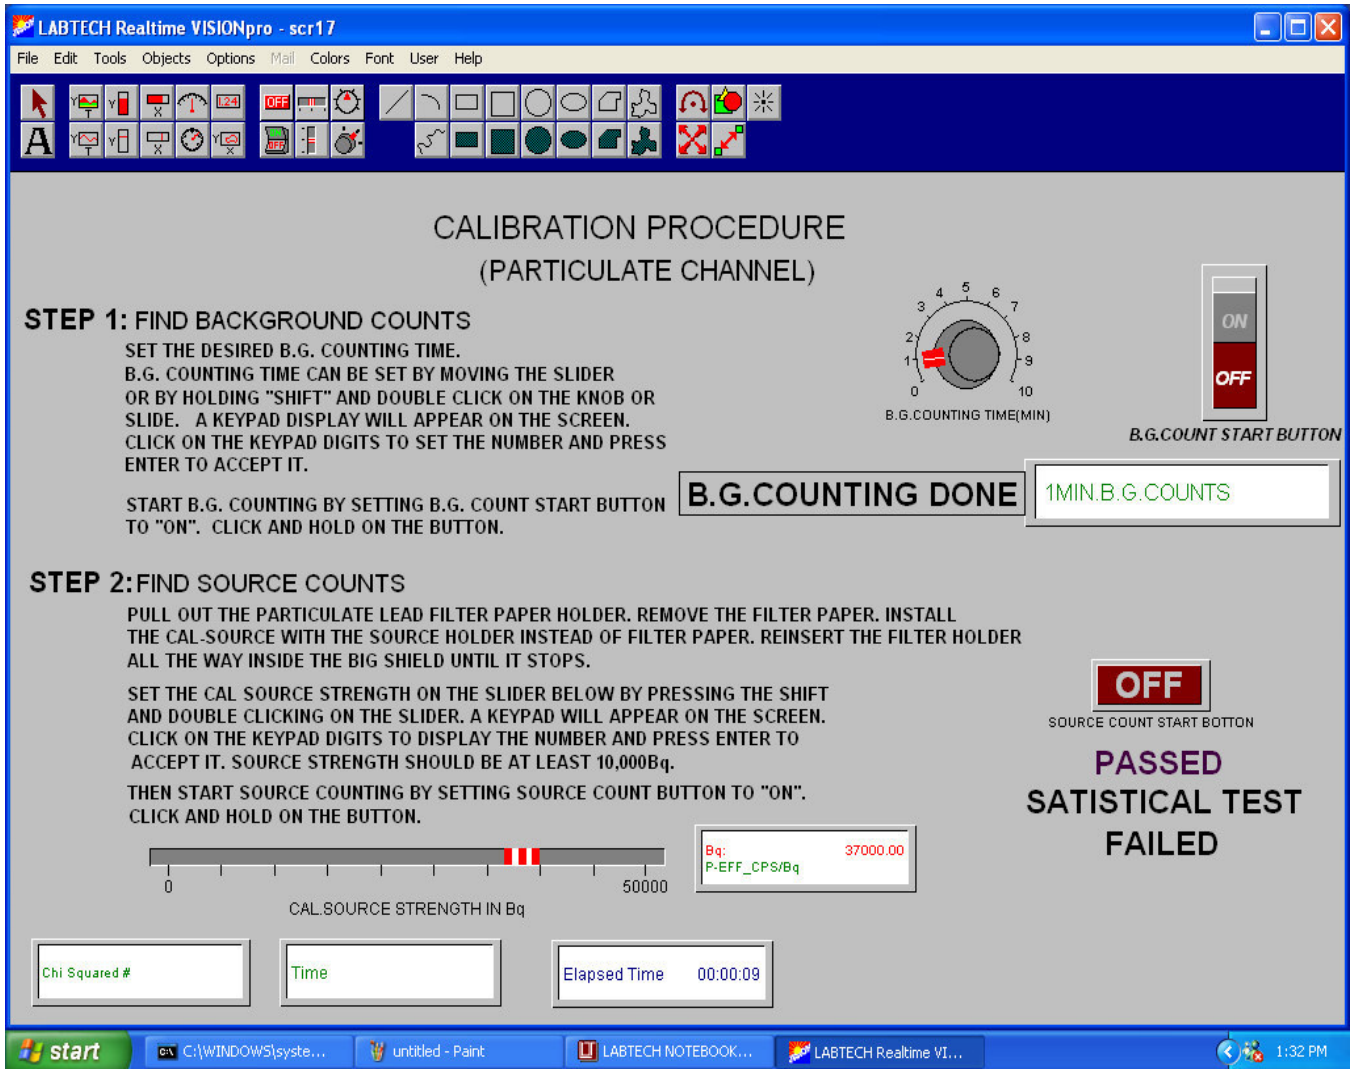 LABTECH Realtime VISIONpro - scr17
File Edit Tools Objects Options Mail Colors Font User Help
1.24 OFF
A OFF
CALIBRATION PROCEDURE
(PARTICULATE CHANNEL)
STEP 1: FIND BACKGROUND COUNTS
SET THE DESIRED B.G. COUNTING TIME.
B.G. COUNTING TIME CAN BE SET BY MOVING THE SLIDER
OR BY HOLDING "SHIFT" AND DOUBLE CLICK ON THE KNOB OR
SLIDE. A KEYPAD DISPLAY WILL APPEAR ON THE SCREEN.
CLICK ON THE KEYPAD DIGITS TO SET THE NUMBER AND PRESS
ENTER TO ACCEPT IT.
START B.G. COUNTING BY SETTING B.G. COUNT START BUTTON
TO "ON". CLICK AND HOLD ON THE BUTTON.
0 1 2 3 4 5 6 7 8 9 10
B.G.COUNTING TIME(MIN)
ON
OFF
B.G.COUNT START BUTTON
B.G.COUNTING DONE
1MIN.B.G.COUNTS
STEP 2: FIND SOURCE COUNTS
PULL OUT THE PARTICULATE LEAD FILTER PAPER HOLDER. REMOVE THE FILTER PAPER. INSTALL
THE CAL-SOURCE WITH THE SOURCE HOLDER INSTEAD OF FILTER PAPER. REINSERT THE FILTER HOLDER
ALL THE WAY INSIDE THE BIG SHIELD UNTIL IT STOPS.
SET THE CAL SOURCE STRENGTH ON THE SLIDER BELOW BY PRESSING THE SHIFT
AND DOUBLE CLICKING ON THE SLIDER. A KEYPAD WILL APPEAR ON THE SCREEN.
CLICK ON THE KEYPAD DIGITS TO DISPLAY THE NUMBER AND PRESS ENTER TO
ACCEPT IT. SOURCE STRENGTH SHOULD BE AT LEAST 10,000Bq.
THEN START SOURCE COUNTING BY SETTING SOURCE COUNT BUTTON TO "ON".
CLICK AND HOLD ON THE BUTTON.
OFF
SOURCE COUNT START BOTTON
PASSED
SATISTICAL TEST
FAILED
0 50000
CAL.SOURCE STRENGTH IN Bq
Bq: 37000.00
P-EFF_CPS/Bq
Chi Squared #
Time
Elapsed Time 00:00:09
start C:\WINDOWS\syste... untitled - Paint LABTECH NOTEBOOK... LABTECH Realtime VI... 1:32 PM